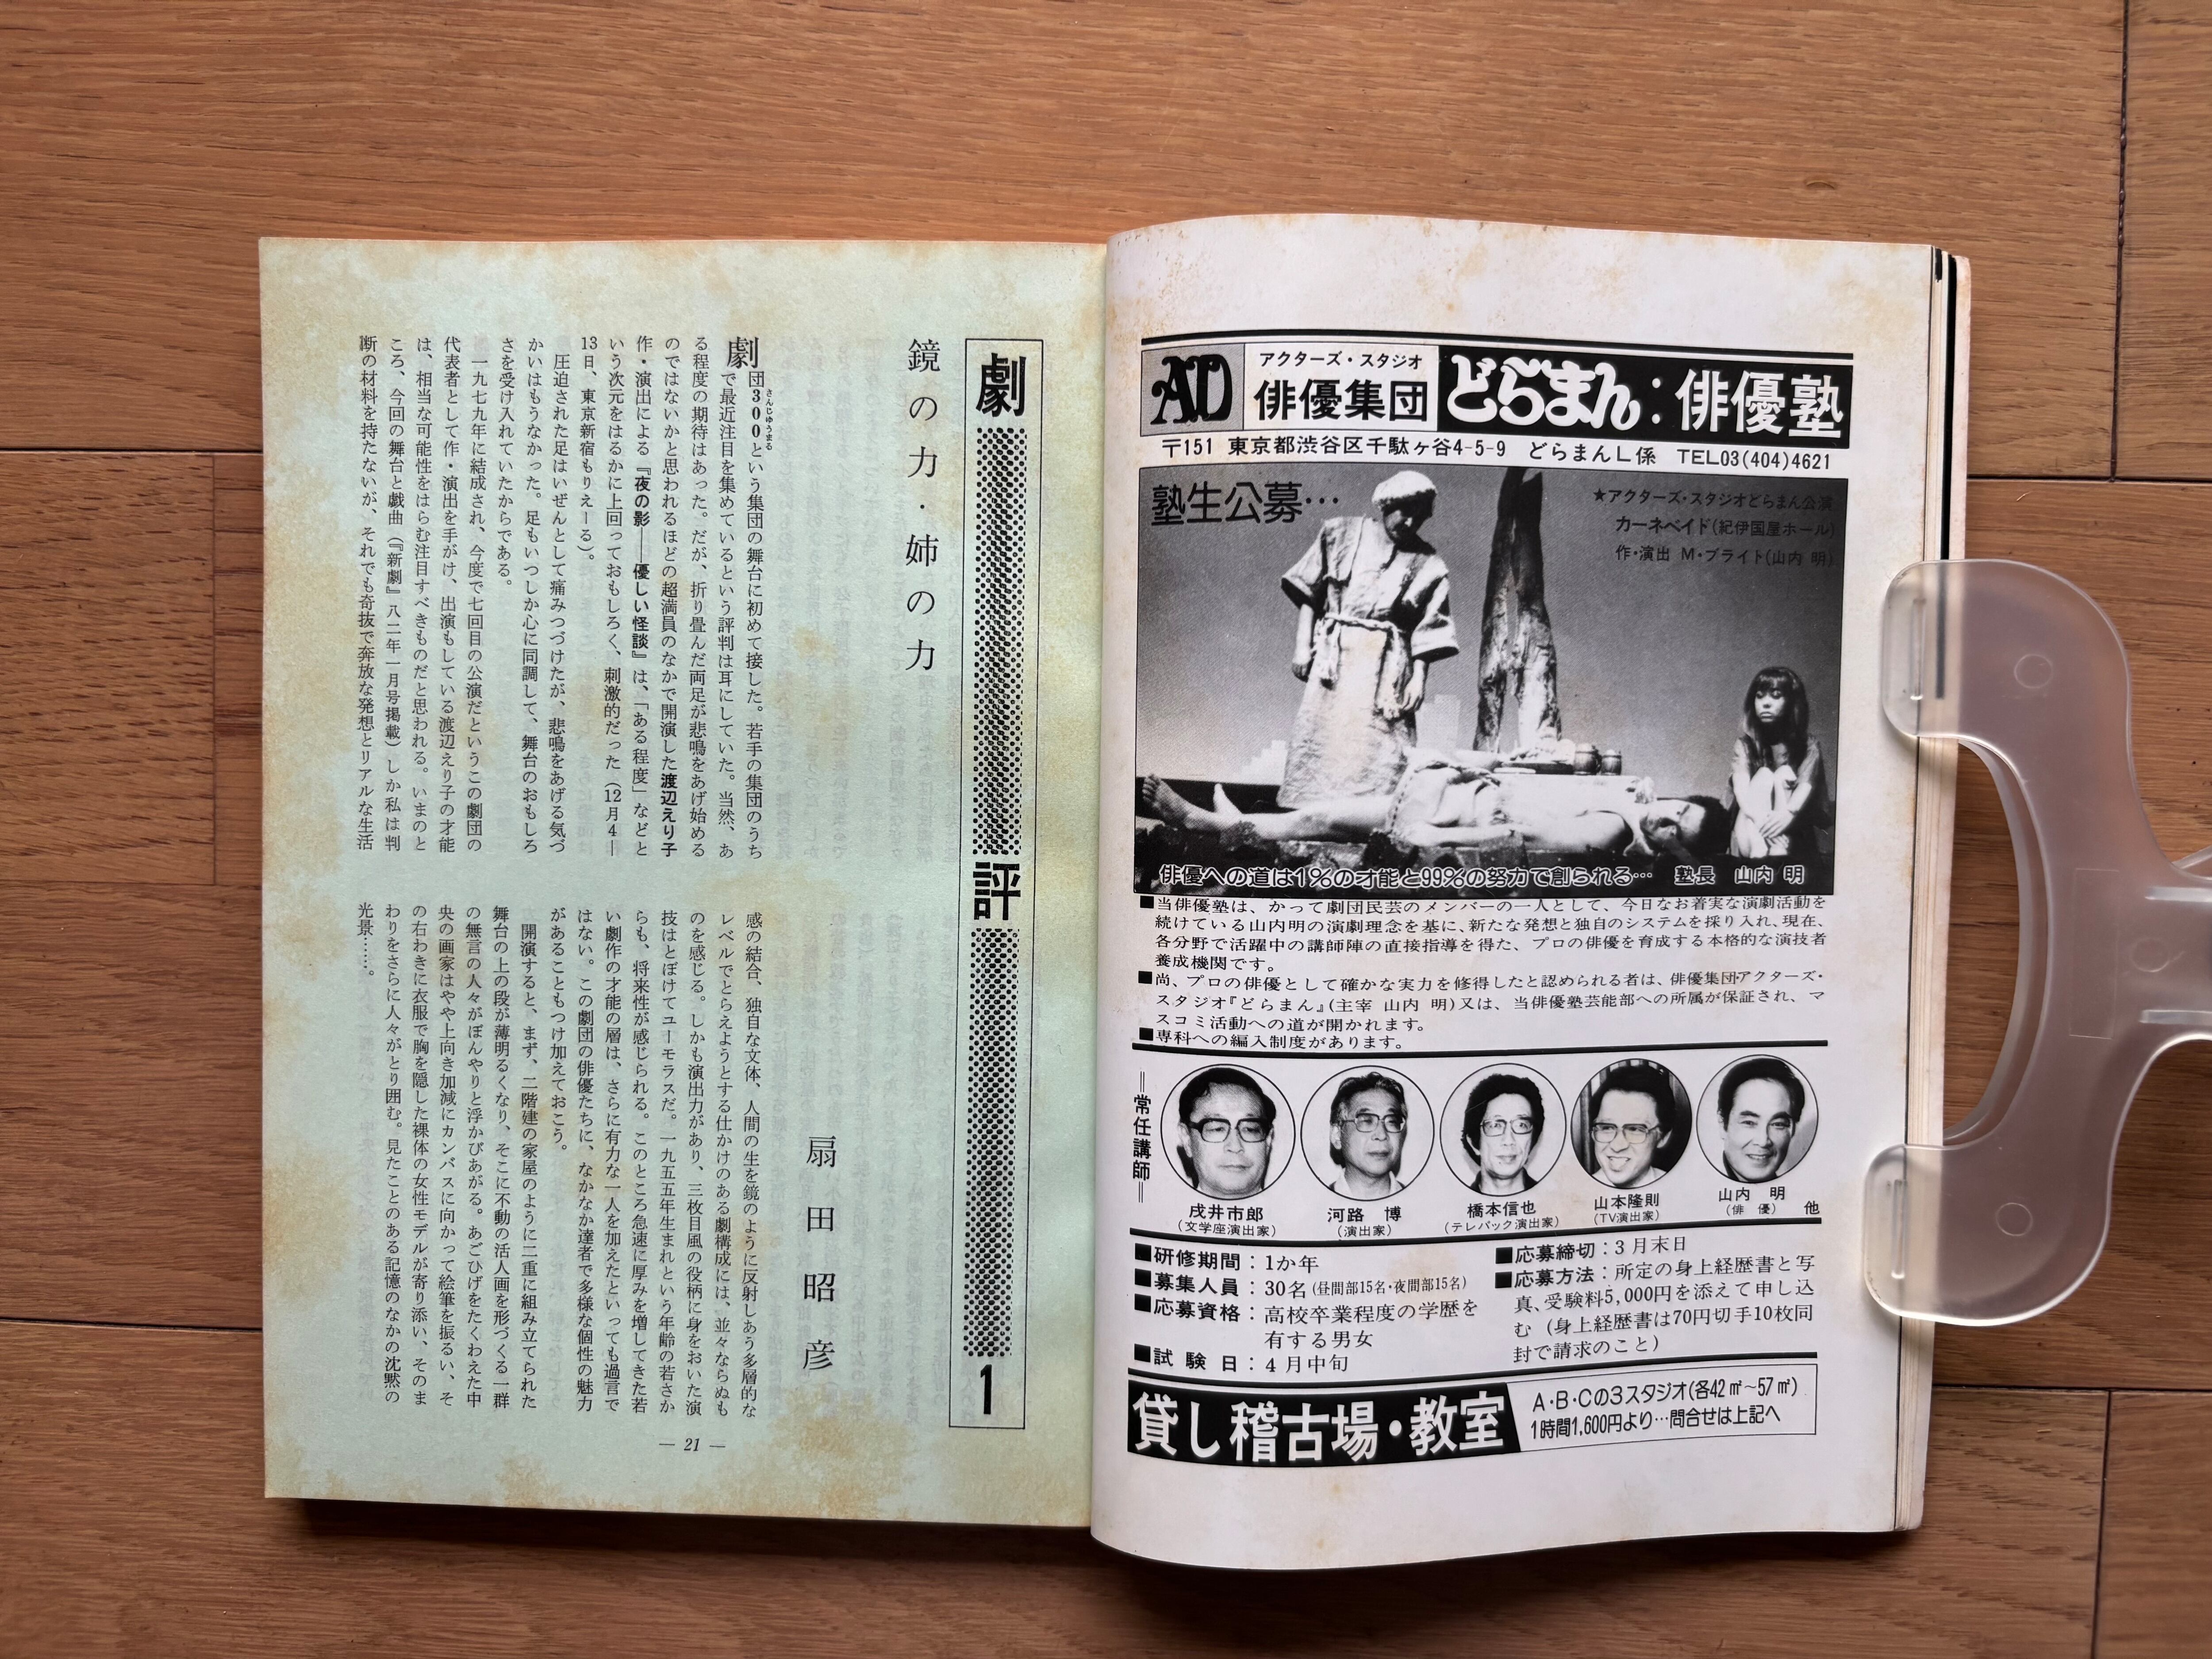 AD
アクターズ・スタジオ
俳優集団
どらまん:俳優塾
〒151 東京都渋谷区千駄ヶ谷4-5-9 どらまんL係 TEL03(404)4621
塾生公募…
★アクターズ・スタジオどらまん公演
カーネベイド(紀伊国屋ホール)
作・演出 M・ブライト(山内 明)
俳優への道は1%の才能と99%の努力で創られる… 塾長 山内 明
■当俳優塾は、かって劇団民芸のメンバーの一人として、今日なお着実な演劇活動を
続けている山内明の演劇理念を基に、新たな発想と独自のシステムを採り入れ、現在、
各分野で活躍中の講師陣の直接指導を得た、プロの俳優を育成する本格的な演技者
養成機関です。
■尚、プロの俳優として確かな実力を修得したと認められる者は、俳優集団アクターズ・
スタジオ『どらまん』(主宰 山内 明)又は、当俳優塾芸能部への所属が保証され、マ
スコミ活動への道が開かれます。
■専科への編入制度があります。
=常任講師=
戌井市郎
(文学座演出家)
河路 博
(演出家)
橋本信也
(テレパック演出家)
山本隆則
(TV演出家)
山内 明
(俳 優)
他
■研修期間:1か年
■募集人員:30名(昼間部15名・夜間部15名)
■応募資格:高校卒業程度の学歴を
有する男女
■試 験 日:4月中旬
■応募締切:3月末日
■応募方法:所定の身上経歴書と写
真、受験料5,000円を添えて申し込
む(身上経歴書は70円切手10枚同
封で請求のこと)
貸し稽古場・教室
A・B・Cの3スタジオ(各42㎡~57㎡)
1時間1,600円より…問合せは上記へ
劇評1
鏡の力・姉の力
扇田昭彦
劇団300という集団の舞台に初めて接した。若手の集団のうち
さんじゅうまる
で最近注目を集めているという評判は耳にしていた。当然、あ
る程度の期待はあった。だが、折り畳んだ両足が悲鳴をあげ始める
のではないかと思われるほどの超満員のなかで開演した渡辺えり子
作・演出による『夜の影——優しい怪談』は、「ある程度」などと
いう次元をはるかに上回っておもしろく、刺激的だった(12月4—
13日、東京新宿もりえーる)。
圧迫された足はいぜんとして痛みつづけたが、悲鳴をあげる気づ
かいはもうなかった。足もいつしか心に同調して、舞台のおもしろ
さを受け入れていたからである。
一九七九年に結成され、今度で七回目の公演だというこの劇団の
代表者として作・演出を手がけ、出演もしている渡辺えり子の才能
は、相当な可能性をはらむ注目すべきものだと思われる。いまのと
ころ、今回の舞台と戯曲(『新劇』八二年一月号掲載)しか私は判
断の材料を持たないが、それでも奇抜で奔放な発想とリアルな生活
感の結合、独自な文体、人間の生を鏡のように反射しあう多層的な
レベルでとらえようとする仕かけのある劇構成には、並々ならぬも
のを感じる。しかも演出力があり、三枚目風の役柄に身をおいた演
技はとぼけてユーモラスだ。一九五五年生まれという年齢の若さか
らも、将来性が感じられる。このところ急速に厚みを増してきた若
い劇作の才能の層は、さらに有力な一人を加えたといっても過言で
はない。この劇団の俳優たちに、なかなか達者で多様な個性の魅力
があることもつけ加えておこう。
開演すると、まず、二階建の家屋のように二重に組み立てられた
舞台の上の段が薄明るくなり、そこに不動の活人画を形づくる一群
の無言の人々がぼんやりと浮かびあがる。あごひげをたくわえた中
央の画家はやや上向き加減にカンバスに向かって絵筆を振るい、そ
の右わきに衣服で胸を隠した裸体の女性モデルが寄り添い、そのま
わりをさらに人々がとり囲む。見たことのある記憶のなかの沈黙の
光景……。
— 21 —